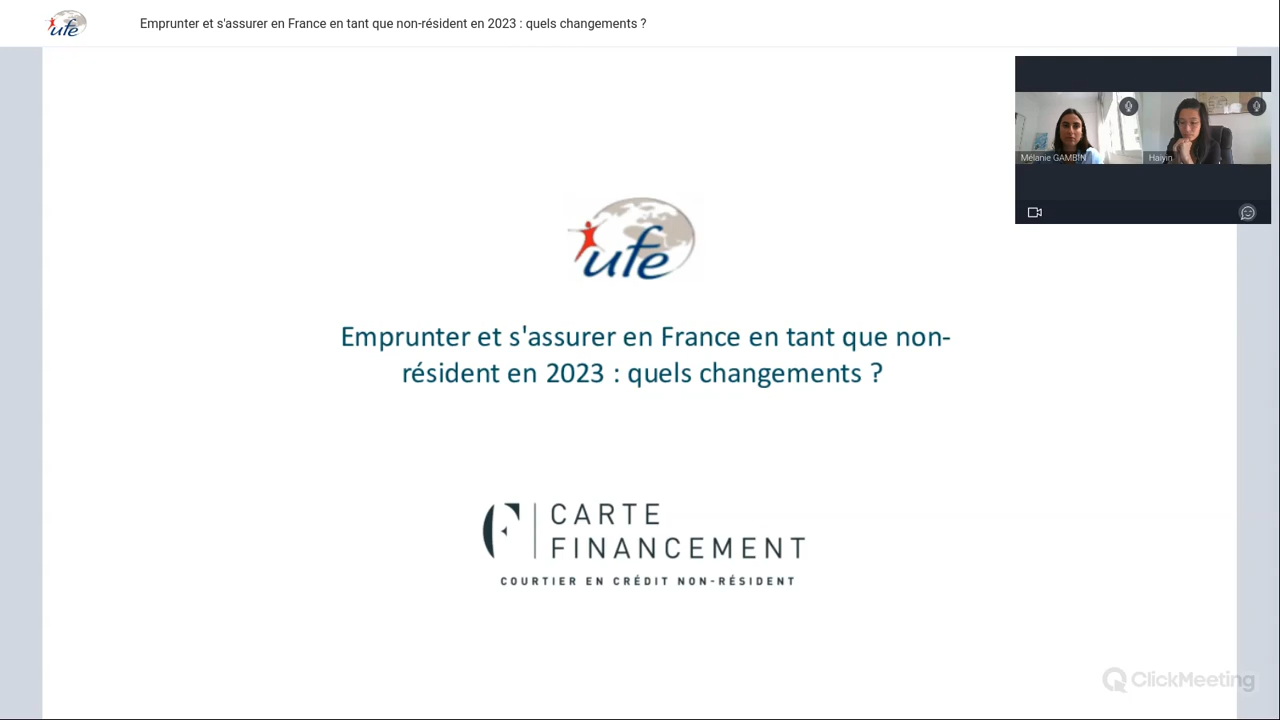 ufe
Emprunter et s'assurer en France en tant que non-résident en 2023 : quels changements ?
Mélanie GAMBIN
Haiyin
ufe
Emprunter et s'assurer en France en tant que non-
résident en 2023 : quels changements ?
CARTE
FINANCEMENT
COURTIER EN CRÉDIT NON-RÉSIDENT
ClickMeeting